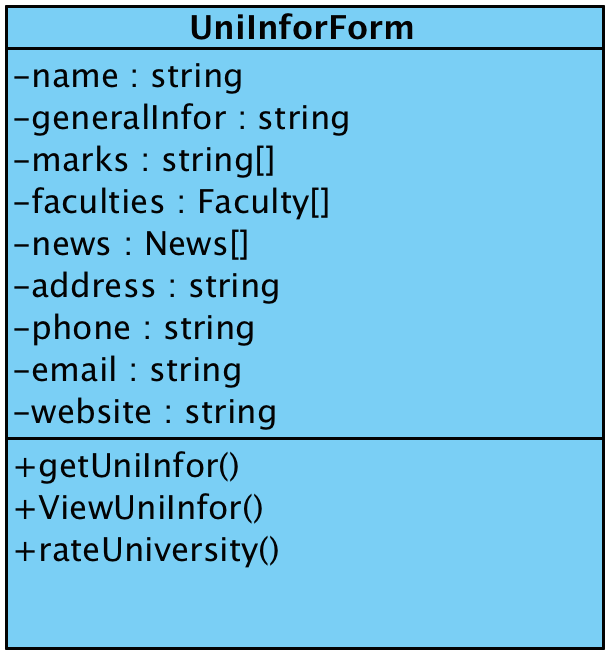 UniInforForm
-name : string
-generalInfor : string
-marks : string[]
-faculties : Faculty[]
-news : News[]
-address : string
-phone : string
-email : string
-website : string
+getUniInfor()
+ViewUniInfor()
+rateUniversity()